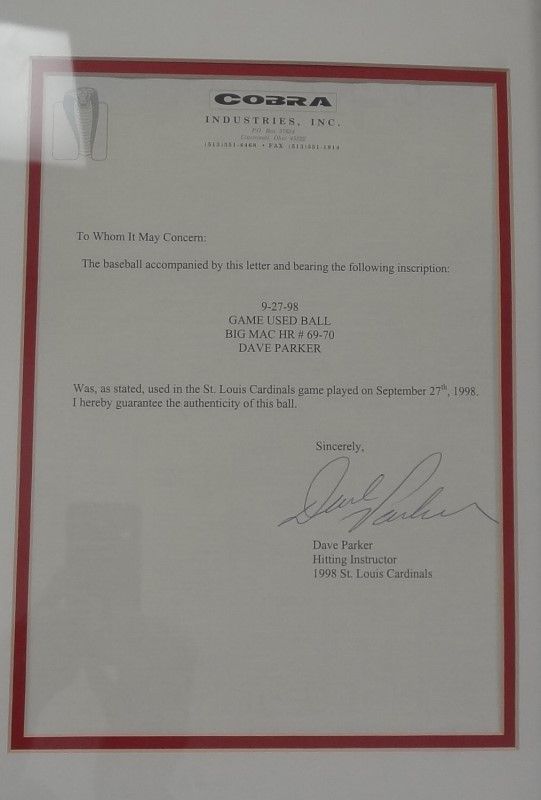 COBRA
INDUSTRIES, INC.
Cincinnati, Ohio 45222
To Whom It May Concern:
The baseball accompanied by this letter and bearing the following inscription:
9-27-98
GAME USED BALL
BIG MAC HR # 69-70
DAVE PARKER
Was, as stated, used in the St. Louis Cardinals game played on September 27th, 1998.
I hereby guarantee the authenticity of this ball.
Sincerely,
Dave Parker
Dave Parker
Hitting Instructor
1998 St. Louis Cardinals